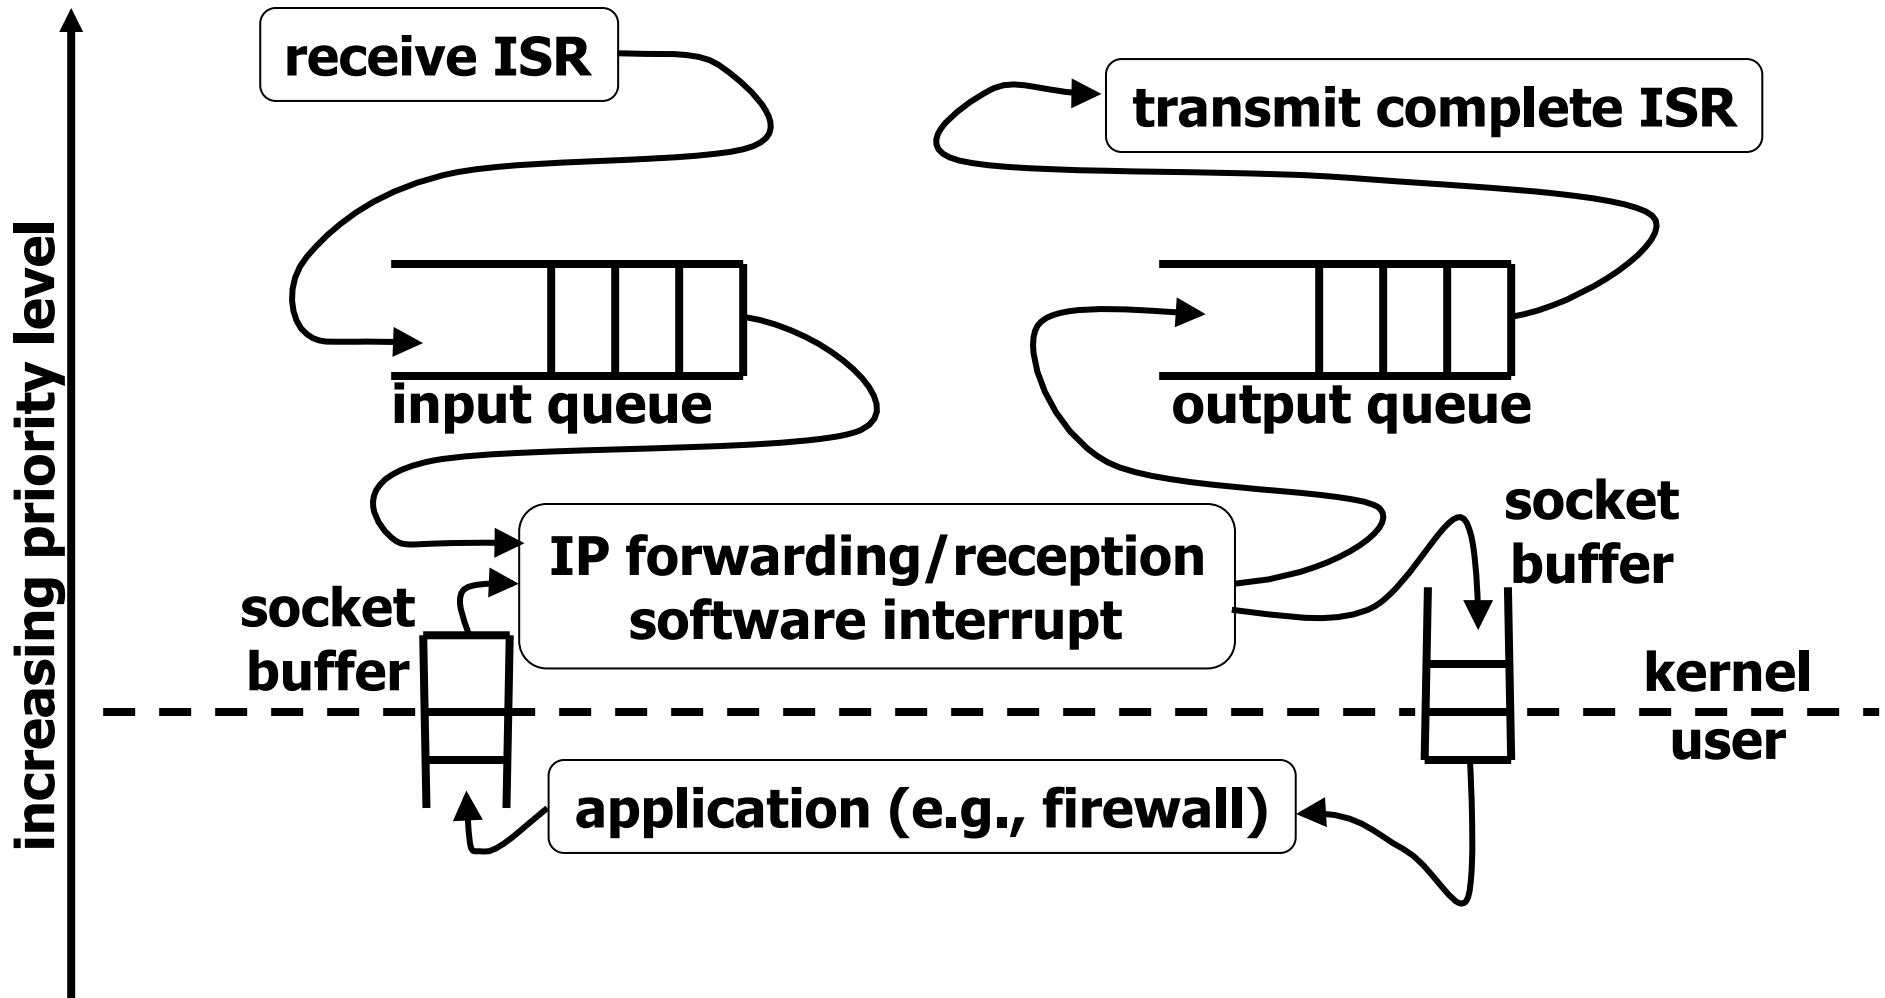 receive ISR
transmit complete ISR
increasing priority level
input queue
output queue
socket
buffer
IP forwarding/reception
software interrupt
socket
buffer
kernel
user
application (e.g., firewall)